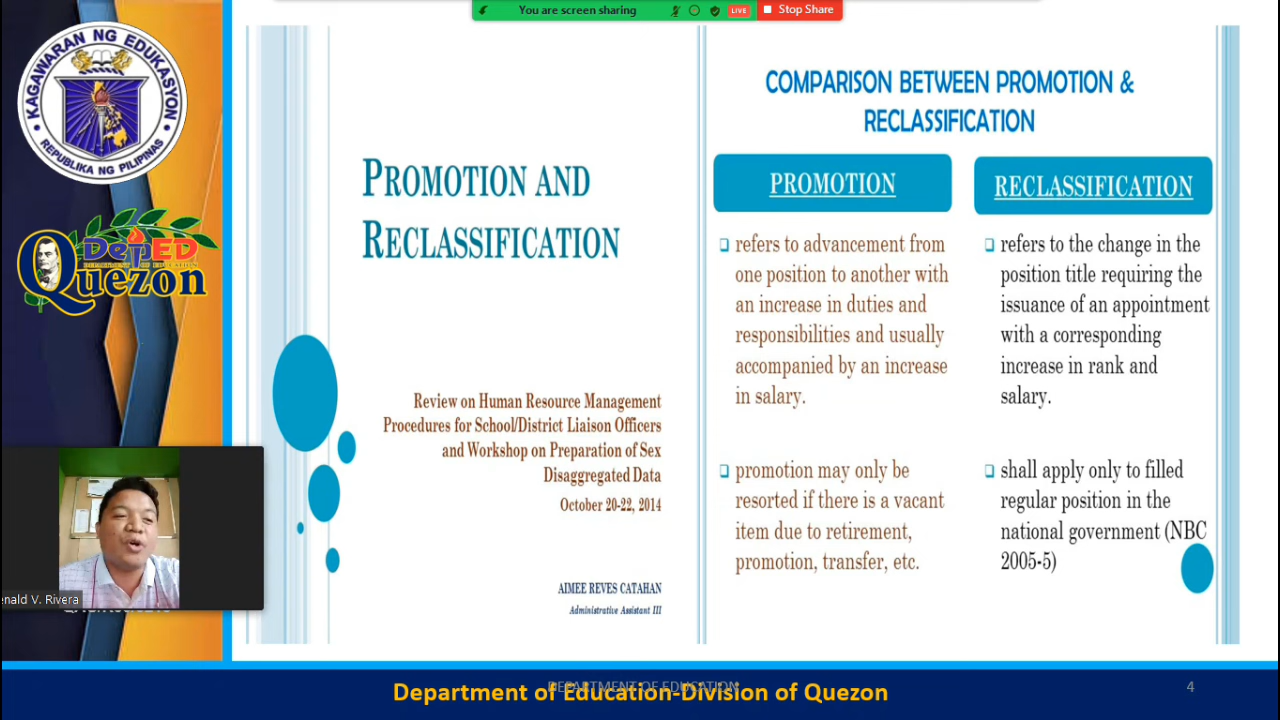 You are screen sharing
LIVE
Stop Share
KAGAWARAN NG EDUKASYON
REPUBLIKA NG PILIPINAS
DepED
DEPARTMENT OF EDUCATION
Quezon
PROMOTION AND
RECLASSIFICATION
Review on Human Resource Management
Procedures for School/District Liaison Officers
and Workshop on Preparation of Sex
Disaggregated Data
October 20-22, 2014
AIMEE REVES CATAHAN
Administrative Assistant III
COMPARISON BETWEEN PROMOTION &
RECLASSIFICATION
PROMOTION
refers to advancement from
one position to another with
an increase in duties and
responsibilities and usually
accompanied by an increase
in salary.
promotion may only be
resorted if there is a vacant
item due to retirement,
promotion, transfer, etc.
RECLASSIFICATION
refers to the change in the
position title requiring the
issuance of an appointment
with a corresponding
increase in rank and
salary.
shall apply only to filled
regular position in the
national government (NBC
2005-5)
enald V. Rivera
DEPARTMENT OF EDUCATION
Department of Education-Division of Quezon
4